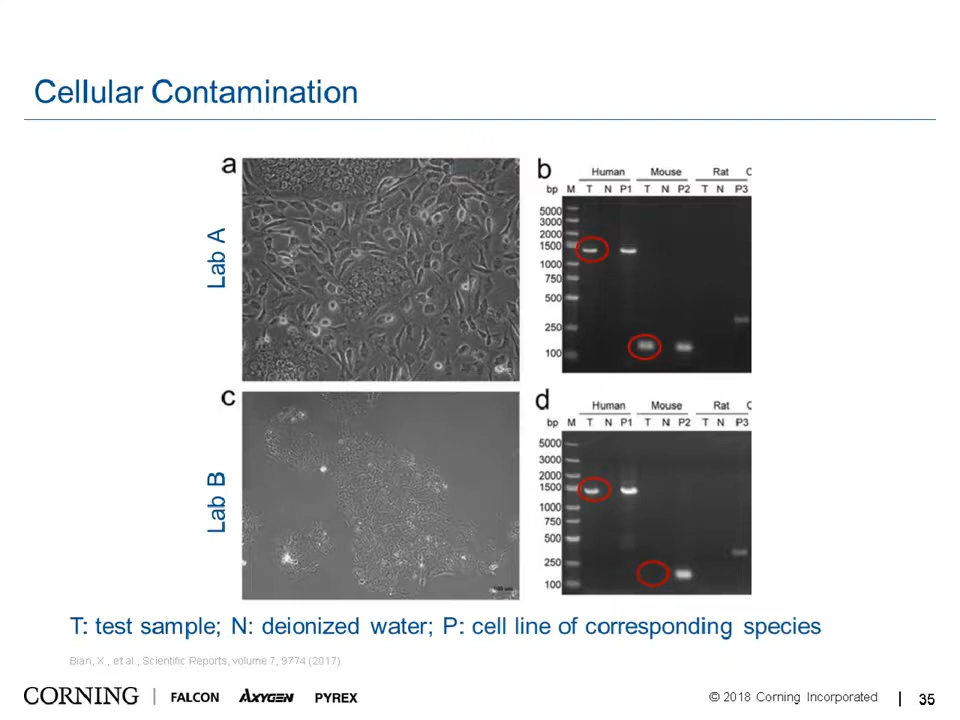 Cellular Contamination
a
Lab A
b
Human Mouse Rat C
bp M T N P1 T N P2 T N P3
5000
3000
2000
1500
1000
750
500
250
100
c
Lab B
d
Human Mouse Rat C
bp M T N P1 T N P2 T N P3
5000
3000
2000
1500
1000
750
500
250
100
T: test sample; N: deionized water; P: cell line of corresponding species
Bian, X., et al., Scientific Reports, volume 7, 9774 (2017)
CORNING | FALCON AXYGEN PYREX
© 2018 Corning Incorporated | 35